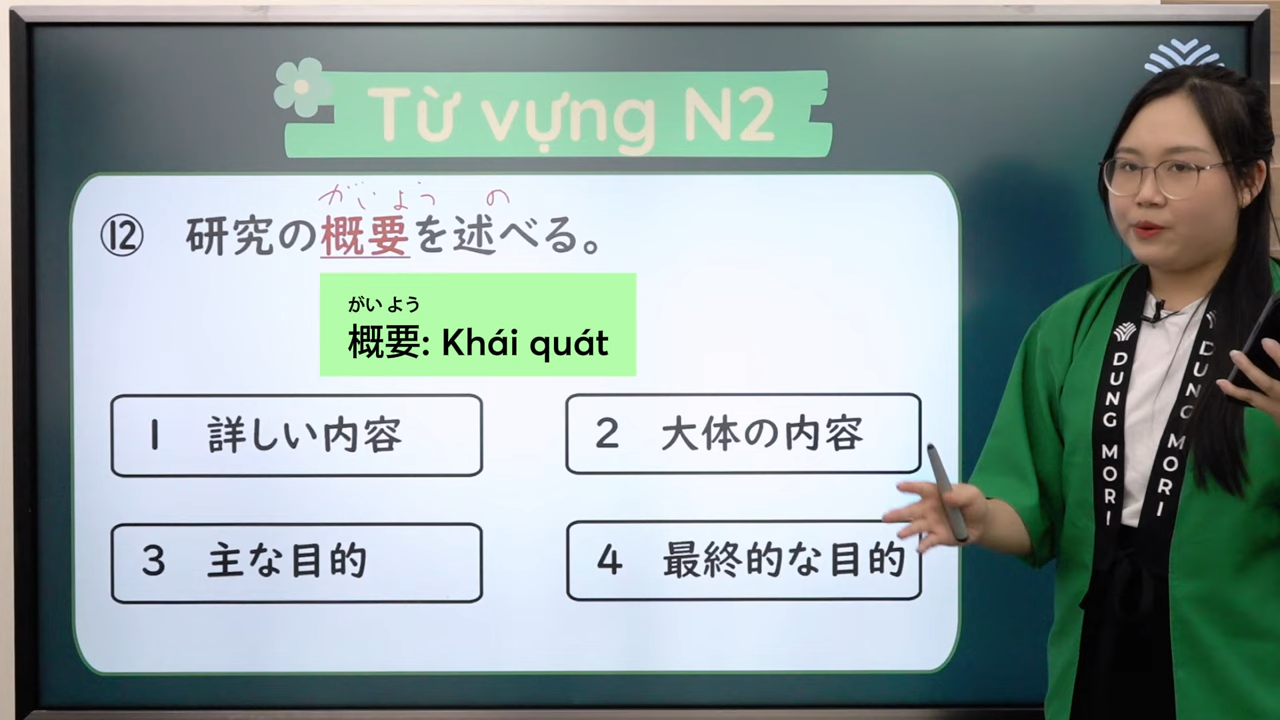 Từ vựng N2
がいよう の
⑫ 研究の概要を述べる。
がい よう
概要: Khái quát
1 詳しい内容
2 大体の内容
3 主な目的
4 最終的な目的
DUNG MORI
DUNG MORI